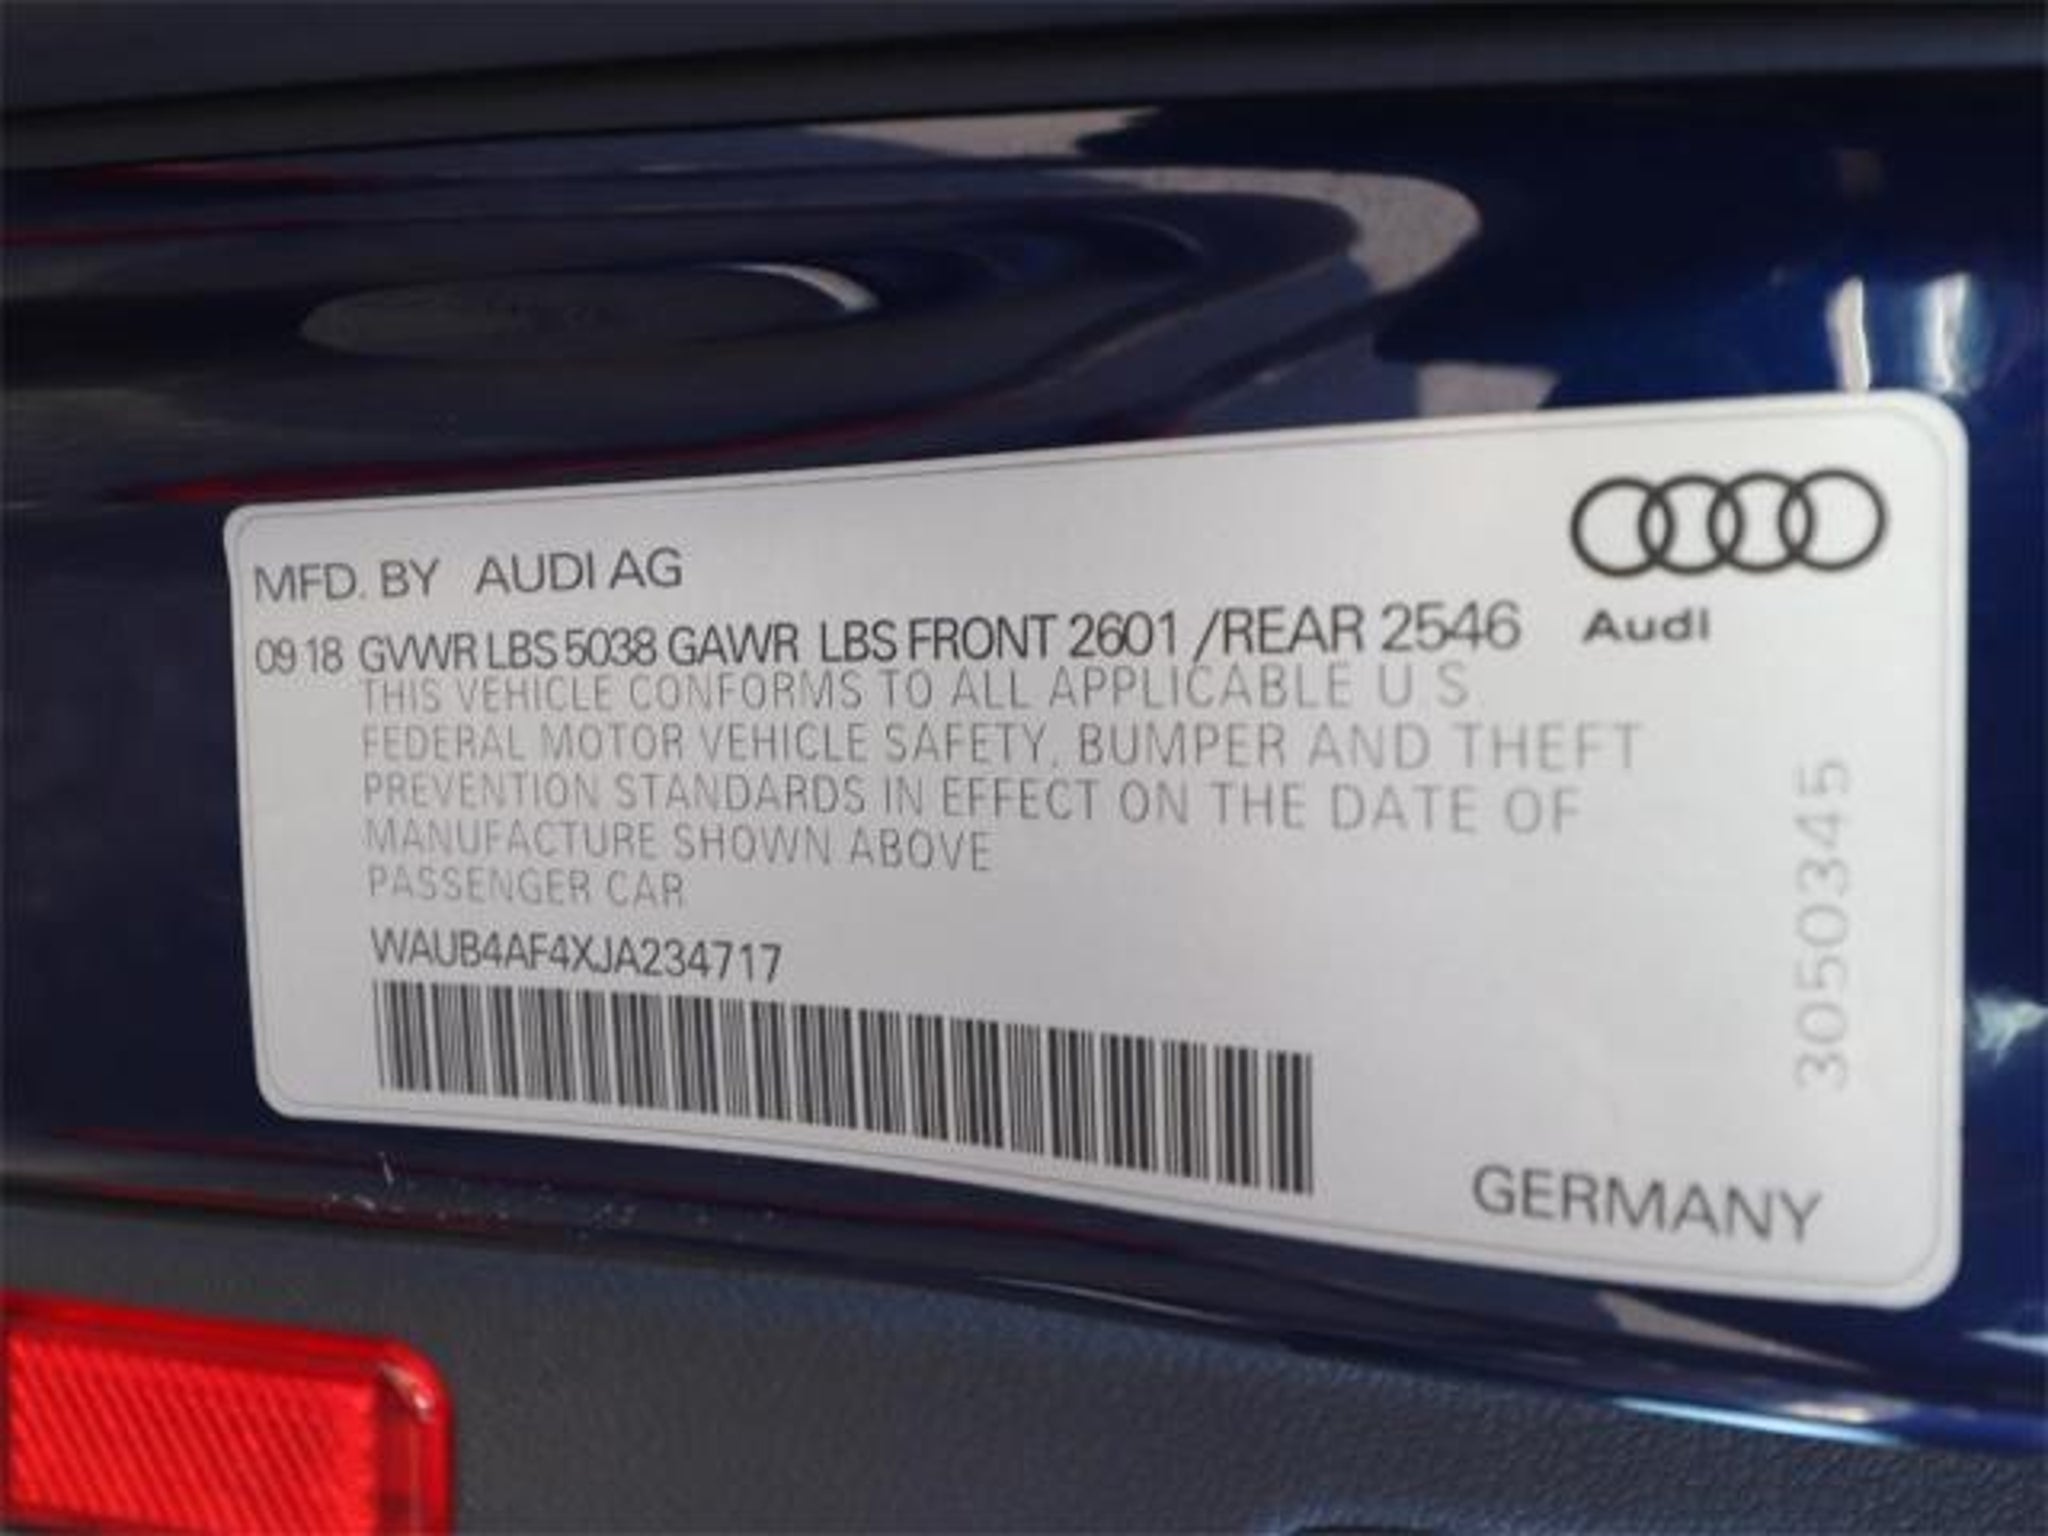 MFD. BY AUDI AG
09 18 GVWR LBS 5038 GAWR LBS FRONT 2601 /REAR 2546
Audi
THIS VEHICLE CONFORMS TO ALL APPLICABLE U S
FEDERAL MOTOR VEHICLE SAFETY, BUMPER AND THEFT
PREVENTION STANDARDS IN EFFECT ON THE DATE OF
MANUFACTURE SHOWN ABOVE
PASSENGER CAR
WAUB4AF4XJA234717
3050345
GERMANY